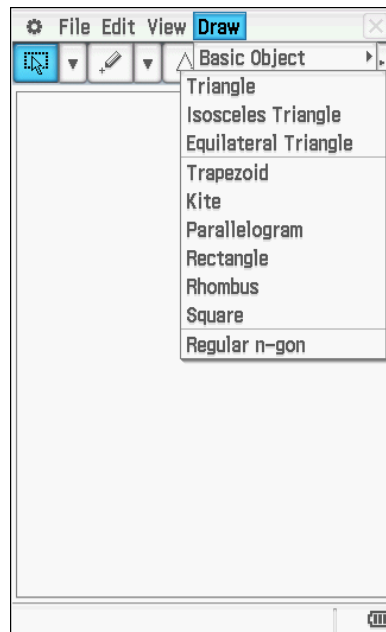 File Edit View Draw
Basic Object
Triangle
Isosceles Triangle
Equilateral Triangle
Trapezoid
Kite
Parallelogram
Rectangle
Rhombus
Square
Regular n-gon